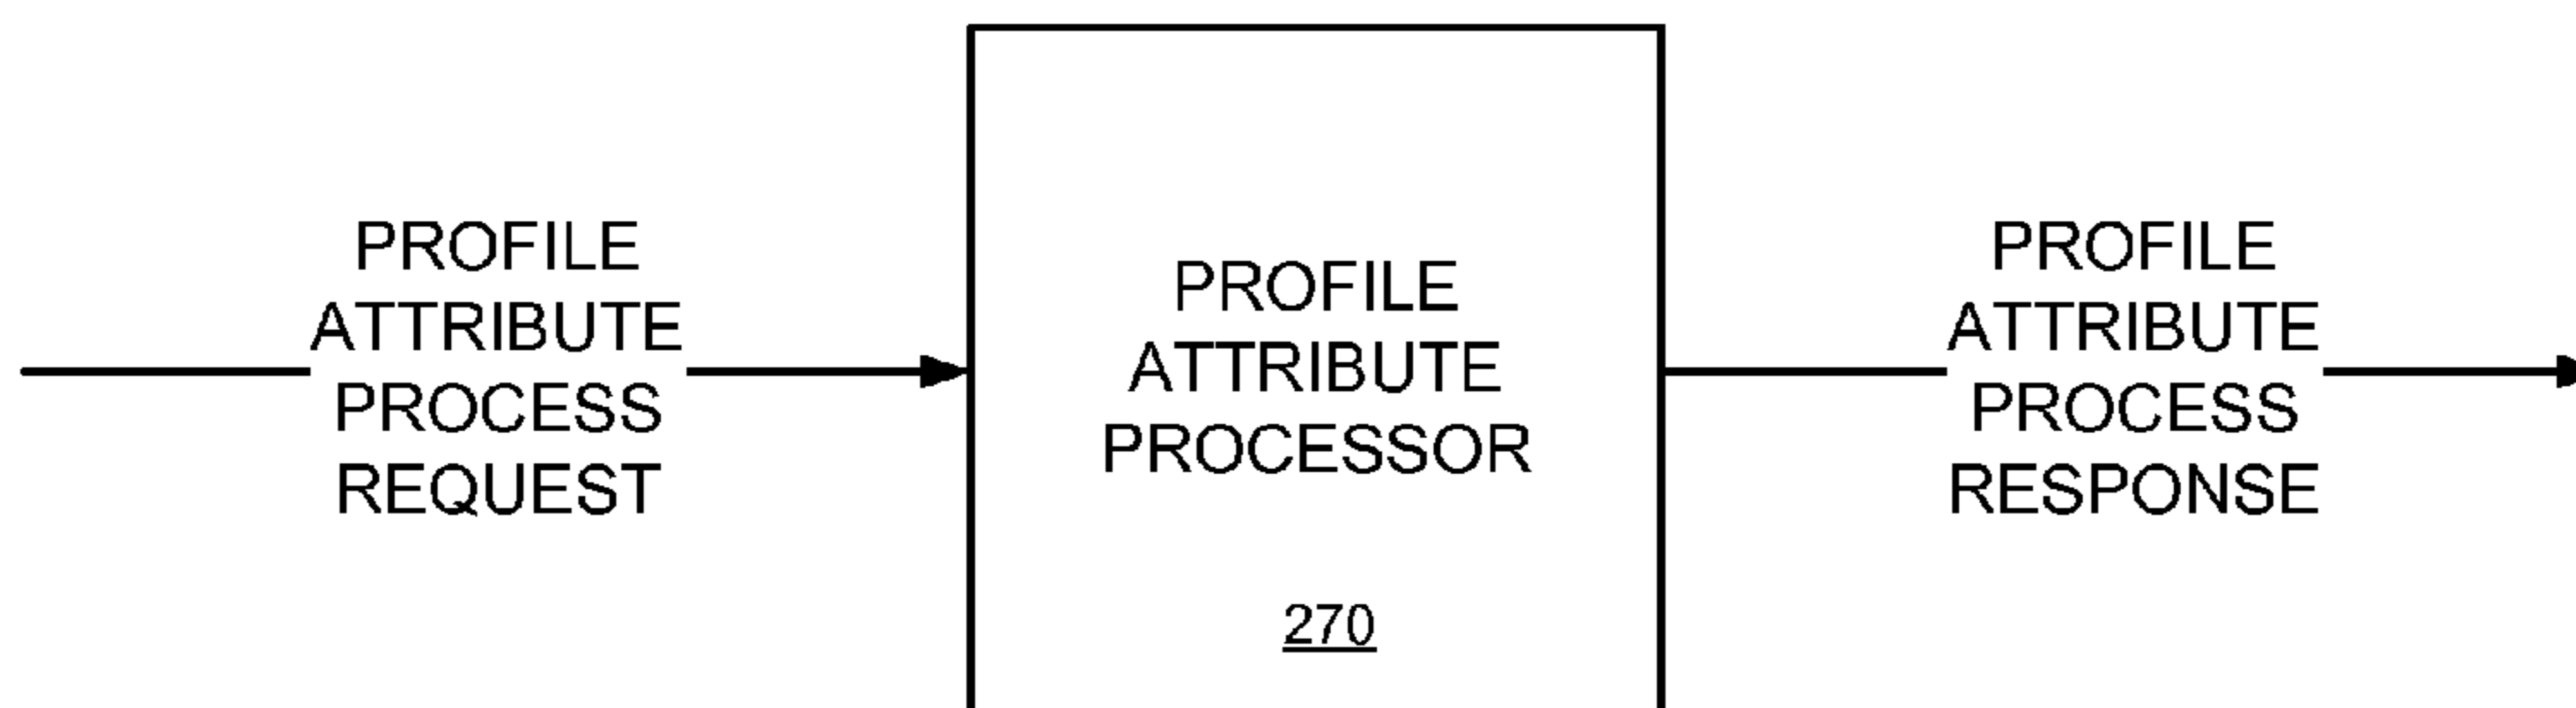 PROFILE
ATTRIBUTE
PROCESS
REQUEST
PROFILE
ATTRIBUTE
PROCESSOR
270
PROFILE
ATTRIBUTE
PROCESS
RESPONSE